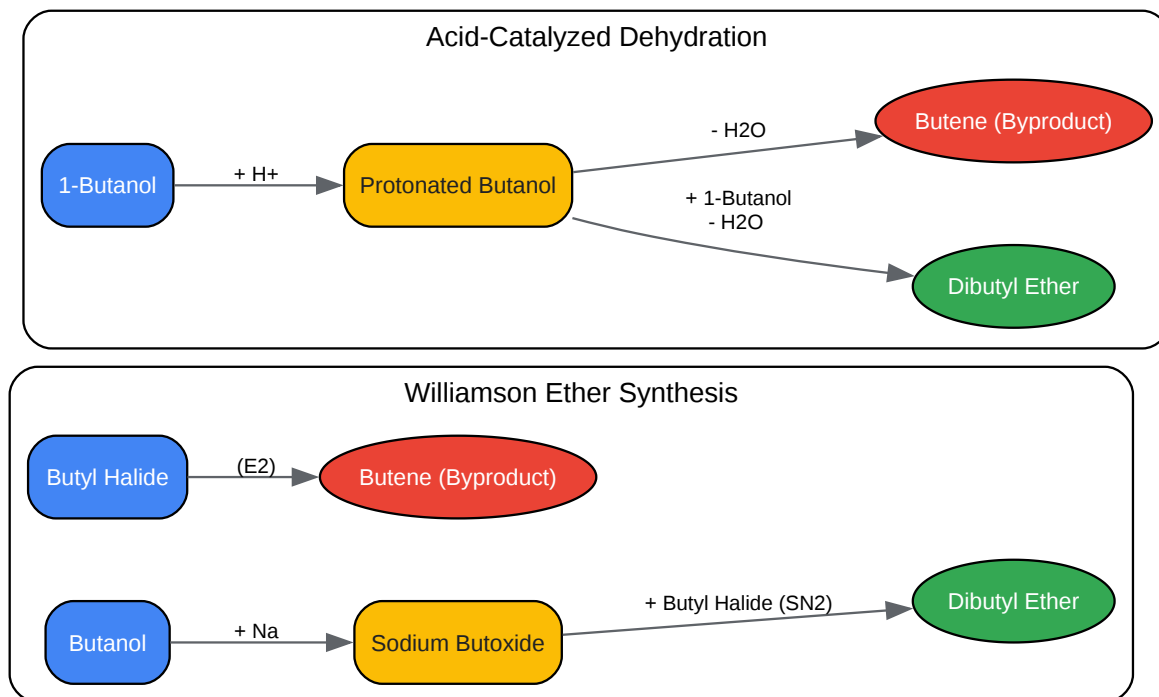 Acid-Catalyzed Dehydration
1-Butanol
+ H+
Protonated Butanol
- H2O
Butene (Byproduct)
+ 1-Butanol
- H2O
Dibutyl Ether
Williamson Ether Synthesis
Butyl Halide
(E2)
Butene (Byproduct)
Butanol
+ Na
Sodium Butoxide
+ Butyl Halide (SN2)
Dibutyl Ether